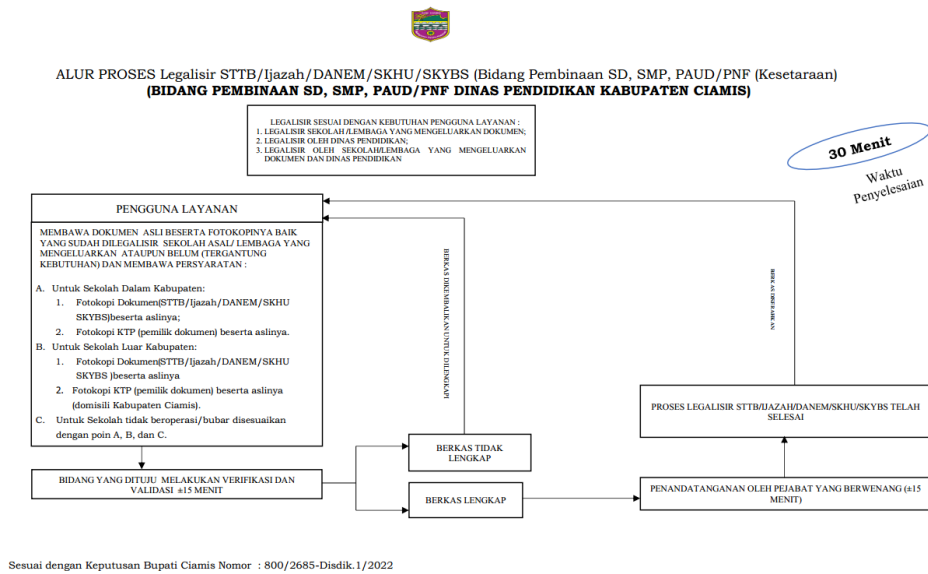 ALUR PROSES Legalisir STTB/Ijazah/DANEM/SKHU/SKYBS (Bidang Pembinaan SD, SMP, PAUD/PNF (Kesetaraan)
(BIDANG PEMBINAAN SD, SMP, PAUD/PNF DINAS PENDIDIKAN KABUPATEN CIAMIS)
LEGALISIR SESUAI DENGAN KEBUTUHAN PENGGUNA LAYANAN :
1. LEGALISIR SEKOLAH /LEMBAGA YANG MENGELUARKAN DOKUMEN;
2. LEGALISIR OLEH DINAS PENDIDIKAN;
3. LEGALISIR OLEH SEKOLAH/LEMBAGA YANG MENGELUARKAN
DOKUMEN DAN DINAS PENDIDIKAN
30 Menit
Waktu
Penyelesaian
PENGGUNA LAYANAN
MEMBAWA DOKUMEN ASLI BESERTA FOTOKOPINYA BAIK
YANG SUDAH DILEGALISIR SEKOLAH ASAL/ LEMBAGA YANG
MENGELUARKAN ATAUPUN BELUM (TERGANTUNG
KEBUTUHAN) DAN MEMBAWA PERSYARATAN :
A. Untuk Sekolah Dalam Kabupaten:
1. Fotokopi Dokumen(STTB/Ijazah/DANEM/SKHU
SKYBS)beserta aslinya;
2. Fotokopi KTP (pemilik dokumen) beserta aslinya.
B. Untuk Sekolah Luar Kabupaten:
1. Fotokopi Dokumen(STTB/Ijazah/DANEM/SKHU
SKYBS )beserta aslinya
2. Fotokopi KTP (pemilik dokumen) beserta aslinya
(domisili Kabupaten Ciamis).
C. Untuk Sekolah tidak beroperasi/bubar disesuaikan
dengan poin A, B, dan C.
BERKAS DIKEMBALIKAN UNTUK DILENGKAPI
BERKAS DISERAHKAN
PROSES LEGALISIR STTB/IJAZAH/DANEM/SKHU/SKYBS TELAH
SELESAI
BERKAS TIDAK
LENGKAP
BIDANG YANG DITUJU MELAKUKAN VERIFIKASI DAN
VALIDASI ±15 MENIT
BERKAS LENGKAP
PENANDATANGANAN OLEH PEJABAT YANG BERWENANG (±15
MENIT)
Sesuai dengan Keputusan Bupati Ciamis Nomor : 800/2685-Disdik.1/2022